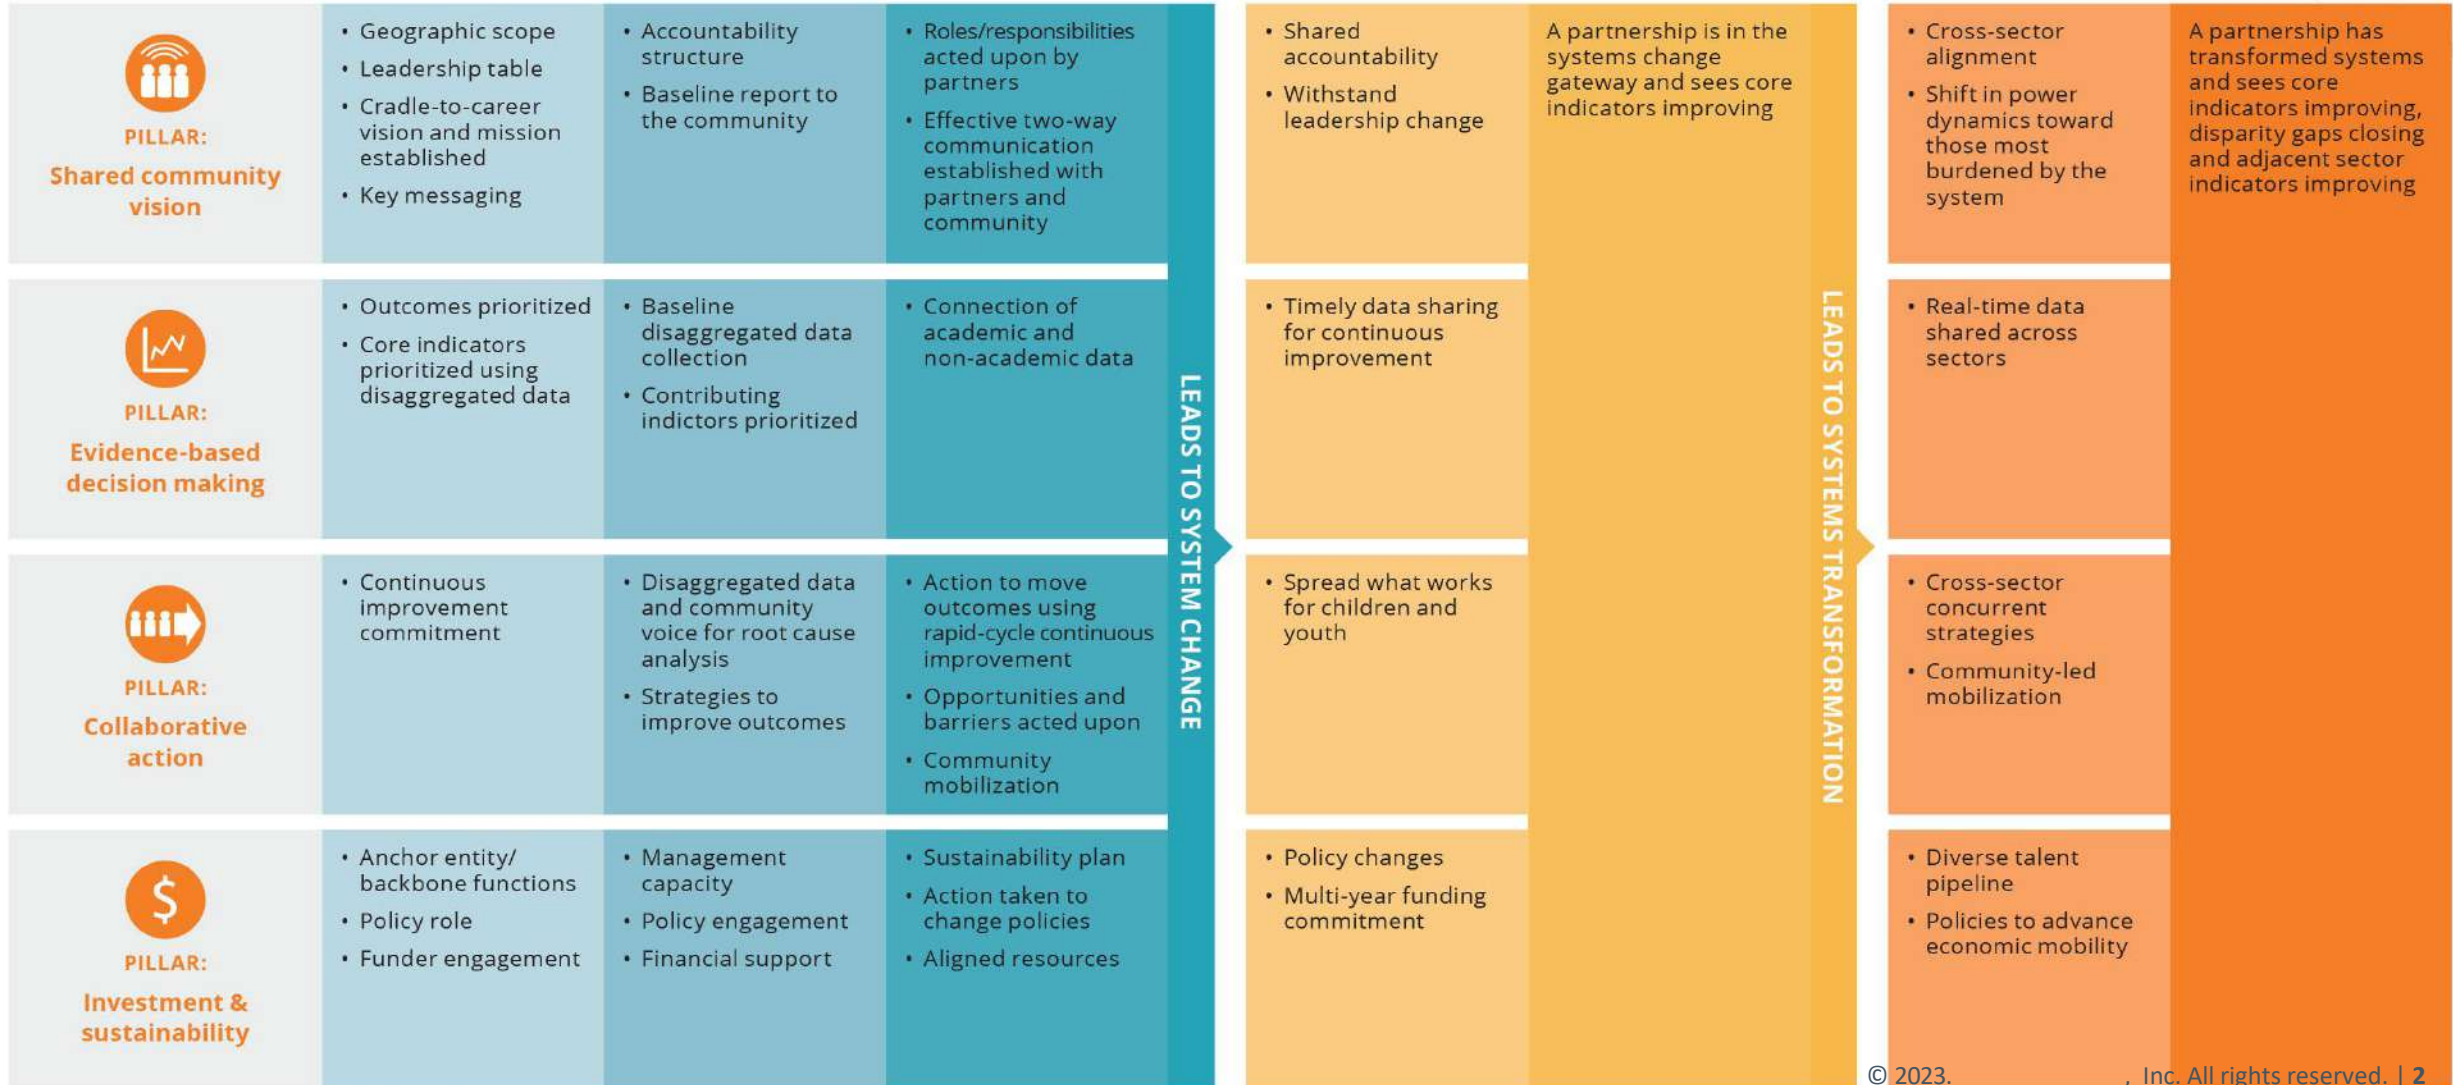 PILLAR:
Shared community
vision
• Geographic scope
• Leadership table
• Cradle-to-career
vision and mission
established
• Key messaging
• Accountability
structure
• Baseline report to
the community
• Roles/responsibilities
acted upon by
partners
• Effective two-way
communication
established with
partners and
community
LEADS TO SYSTEM CHANGE
• Shared
accountability
• Withstand
leadership change
A partnership is in the
systems change
gateway and sees core
indicators improving
LEADS TO SYSTEMS TRANSFORMATION
• Cross-sector
alignment
• Shift in power
dynamics toward
those most
burdened by the
system
A partnership has
transformed systems
and sees core
indicators improving,
disparity gaps closing
and adjacent sector
indicators improving
PILLAR:
Evidence-based
decision making
• Outcomes prioritized
• Core indicators
prioritized using
disaggregated data
• Baseline
disaggregated data
collection
• Contributing
indictors prioritized
• Connection of
academic and
non-academic data
• Timely data sharing
for continuous
improvement
• Real-time data
shared across
sectors
PILLAR:
Collaborative
action
• Continuous
improvement
commitment
• Disaggregated data
and community
voice for root cause
analysis
• Strategies to
improve outcomes
• Action to move
outcomes using
rapid-cycle continuous
improvement
• Opportunities and
barriers acted upon
• Community
mobilization
• Spread what works
for children and
youth
• Cross-sector
concurrent
strategies
• Community-led
mobilization
$
PILLAR:
Investment &
sustainability
• Anchor entity/
backbone functions
• Policy role
• Funder engagement
• Management
capacity
• Policy engagement
• Financial support
• Sustainability plan
• Action taken to
change policies
• Aligned resources
• Policy changes
• Multi-year funding
commitment
• Diverse talent
pipeline
• Policies to advance
economic mobility
© 2023. , Inc. All rights reserved. | 2